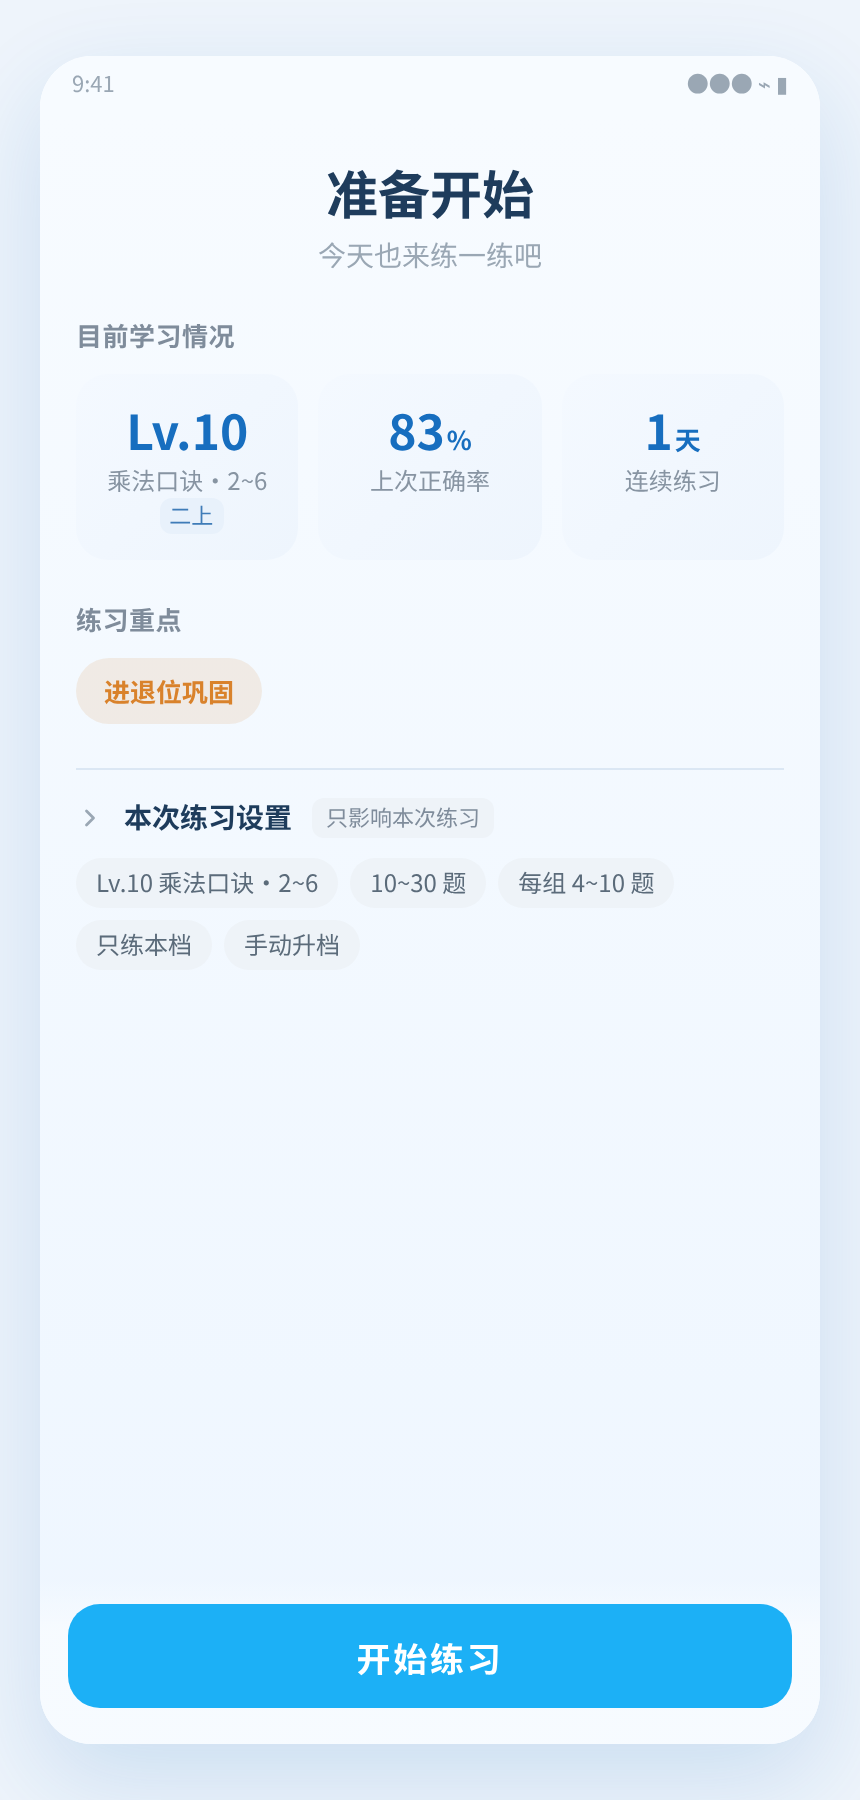 9:41
准备开始
今天也来练一练吧
目前学习情况
Lv.10
乘法口诀·2~6
二上
83%
上次正确率
1天
连续练习
练习重点
进退位巩固
本次练习设置 只影响本次练习
Lv.10 乘法口诀·2~6 10~30 题 每组 4~10 题
只练本档 手动升档
开始练习